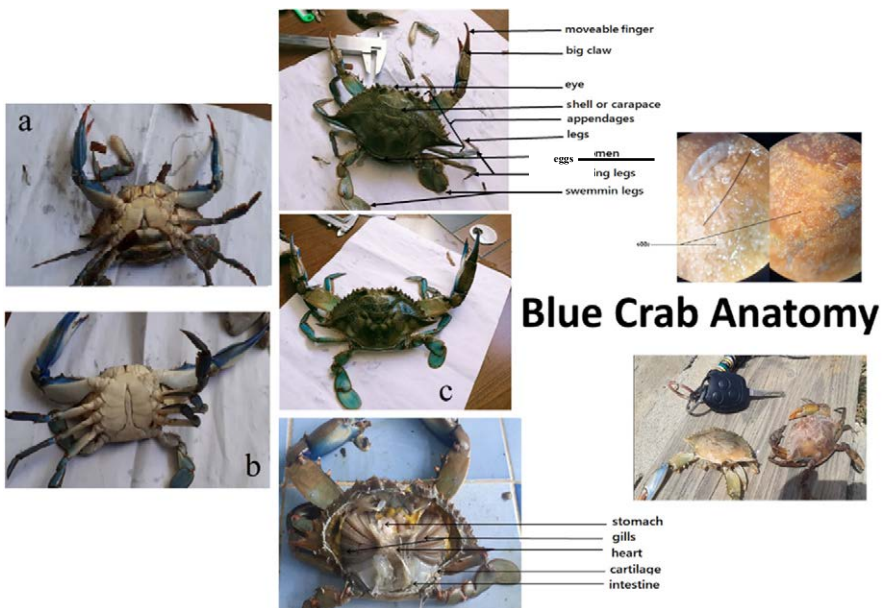 a
moveable finger
big claw
eye
shell or carapace
appendages
legs
eggs men
ing legs
swemmin legs
Blue Crab Anatomy
b
c
stomach
gills
heart
cartilage
intestine